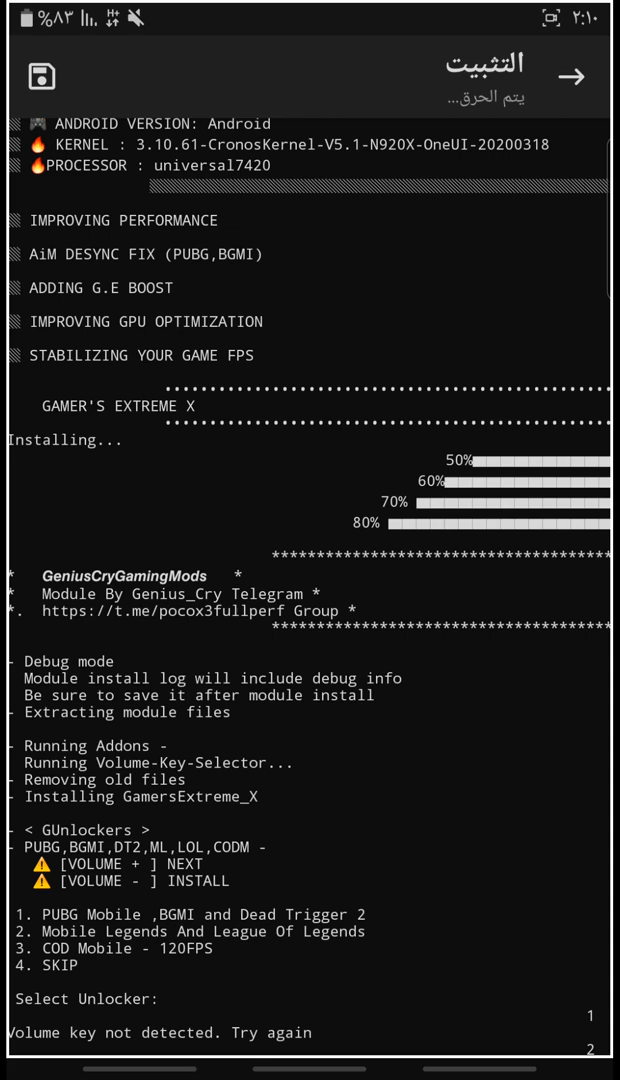 %٨٣ H+ ٢:١٠
التثبيت
يتم الحرق...
ANDROID VERSION: Android
KERNEL : 3.10.61-CronosKernel-V5.1-N920X-OneUI-20200318
PROCESSOR : universal7420
IMPROVING PERFORMANCE
AiM DESYNC FIX (PUBG,BGMI)
ADDING G.E BOOST
IMPROVING GPU OPTIMIZATION
STABILIZING YOUR GAME FPS
••••••••••••••••••••••••••••••••••••••••••••••••••
GAMER'S EXTREME X
••••••••••••••••••••••••••••••••••••••••••••••••••
Installing...
50%
60%
70%
80%
**************************************
* GeniusCryGamingMods *
* Module By Genius_Cry Telegram *
*. https://t.me/pocox3fullperf Group *
**************************************
- Debug mode
Module install log will include debug info
Be sure to save it after module install
- Extracting module files
- Running Addons -
Running Volume-Key-Selector...
- Removing old files
- Installing GamersExtreme_X
- < GUnlockers >
- PUBG,BGMI,DT2,ML,LOL,CODM -
⚠️ [VOLUME + ] NEXT
⚠️ [VOLUME - ] INSTALL
1. PUBG Mobile ,BGMI and Dead Trigger 2
2. Mobile Legends And League Of Legends
3. COD Mobile - 120FPS
4. SKIP
Select Unlocker:
1
Volume key not detected. Try again
2